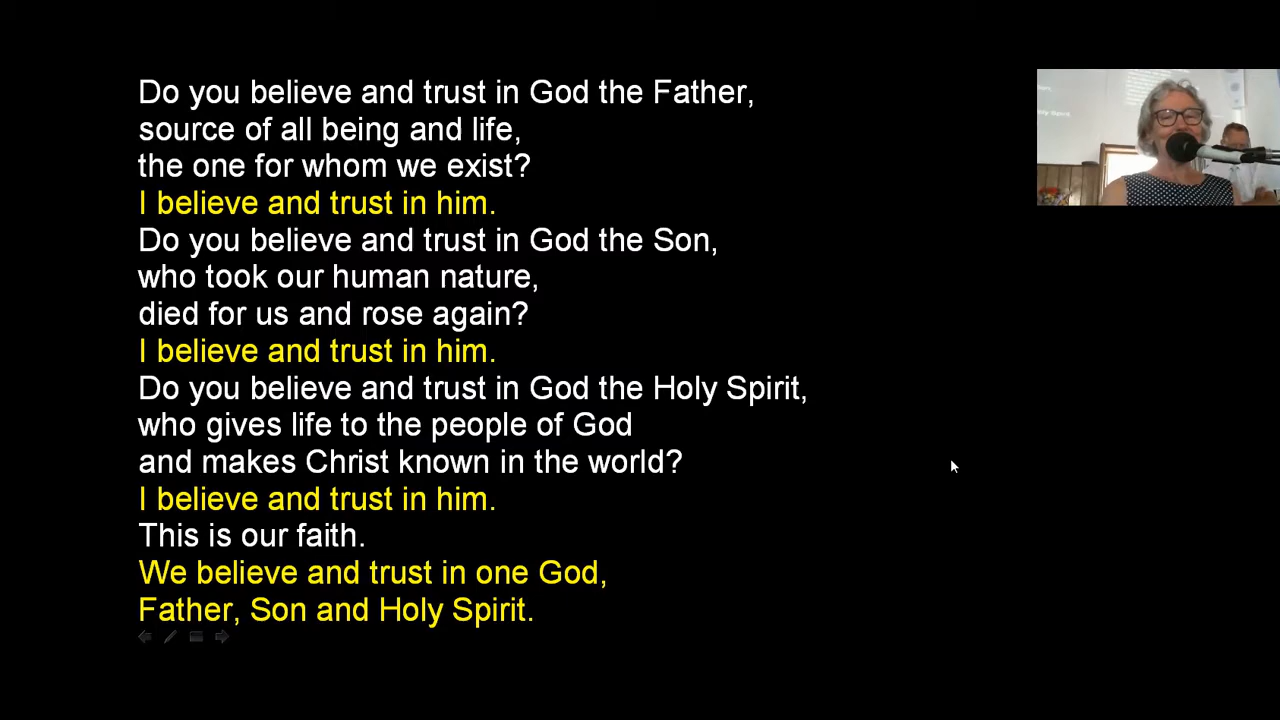 Do you believe and trust in God the Father,
source of all being and life,
the one for whom we exist?
I believe and trust in him.
Do you believe and trust in God the Son,
who took our human nature,
died for us and rose again?
I believe and trust in him.
Do you believe and trust in God the Holy Spirit,
who gives life to the people of God
and makes Christ known in the world?
I believe and trust in him.
This is our faith.
We believe and trust in one God,
Father, Son and Holy Spirit.